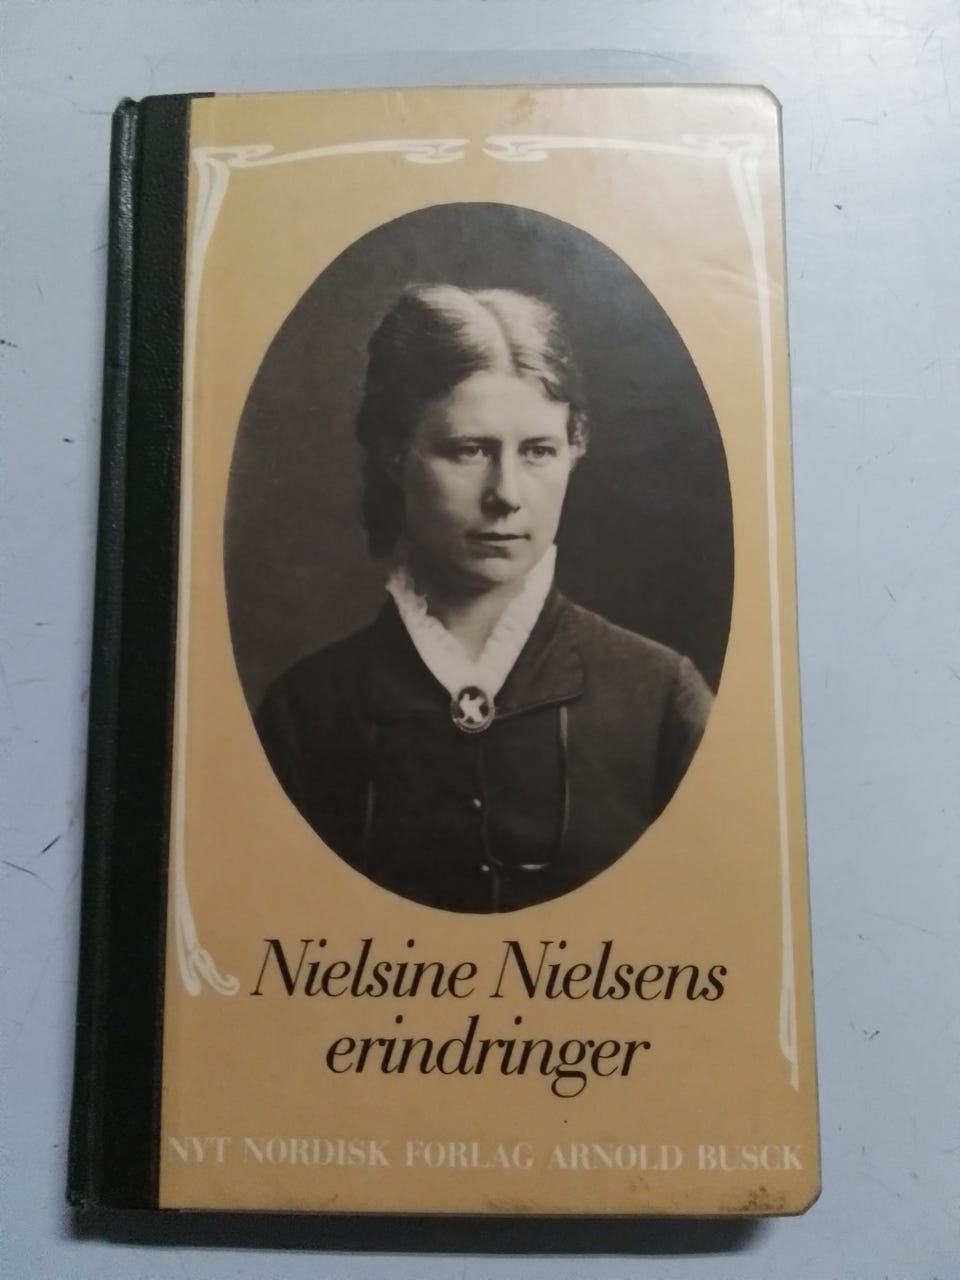 Nielsine Nielsens
erindringer
NYT NORDISK FORLAG ARNOLD BUSCK